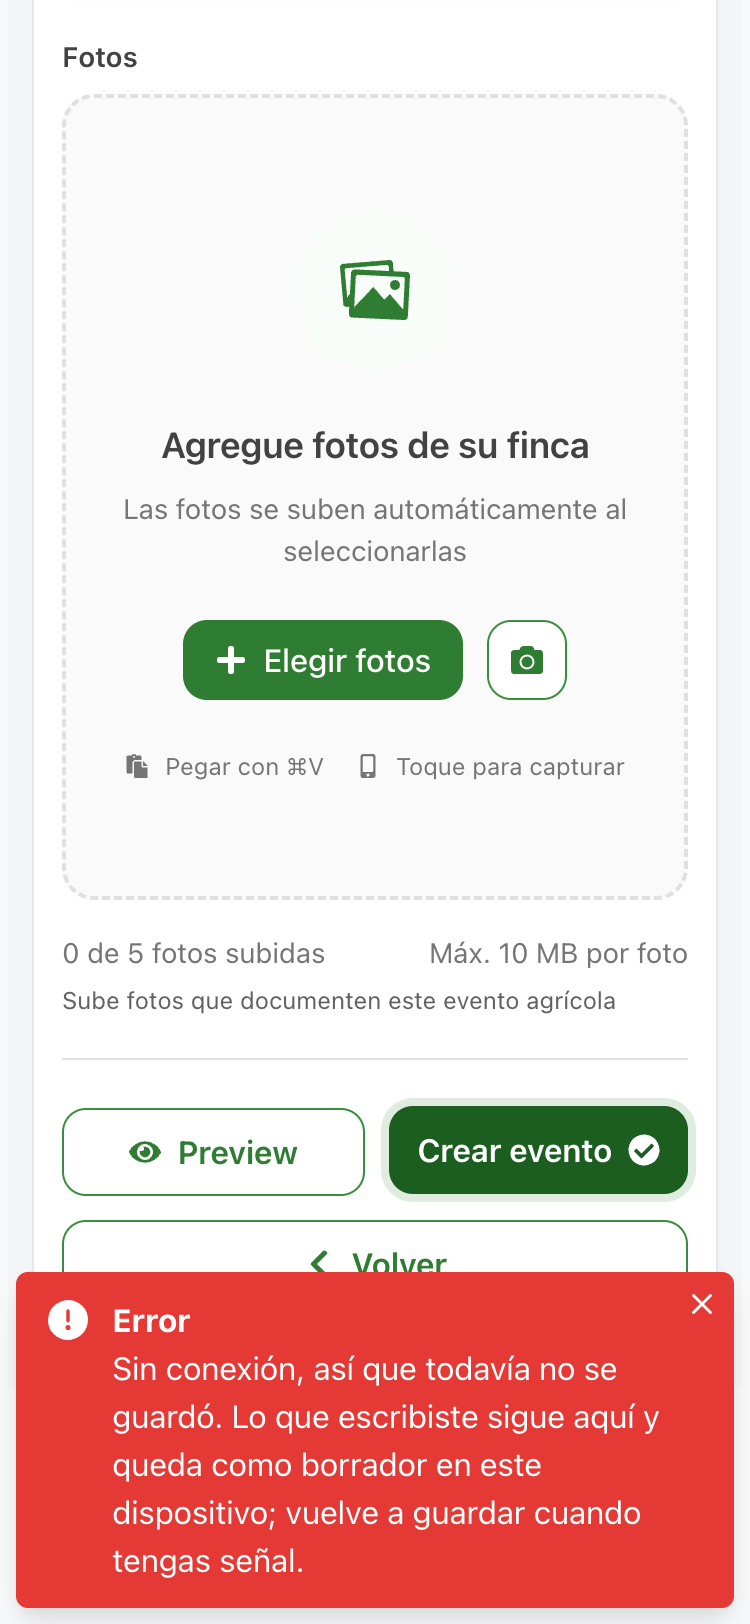 Fotos
Agregue fotos de su finca
Las fotos se suben automáticamente al
seleccionarlas
Elegir fotos
Pegar con ⌘V Toque para capturar
0 de 5 fotos subidas Máx. 10 MB por foto
Sube fotos que documenten este evento agrícola
Preview Crear evento
Volver
Error
Sin conexión, así que todavía no se
guardó. Lo que escribiste sigue aquí y
queda como borrador en este
dispositivo; vuelve a guardar cuando
tengas señal.